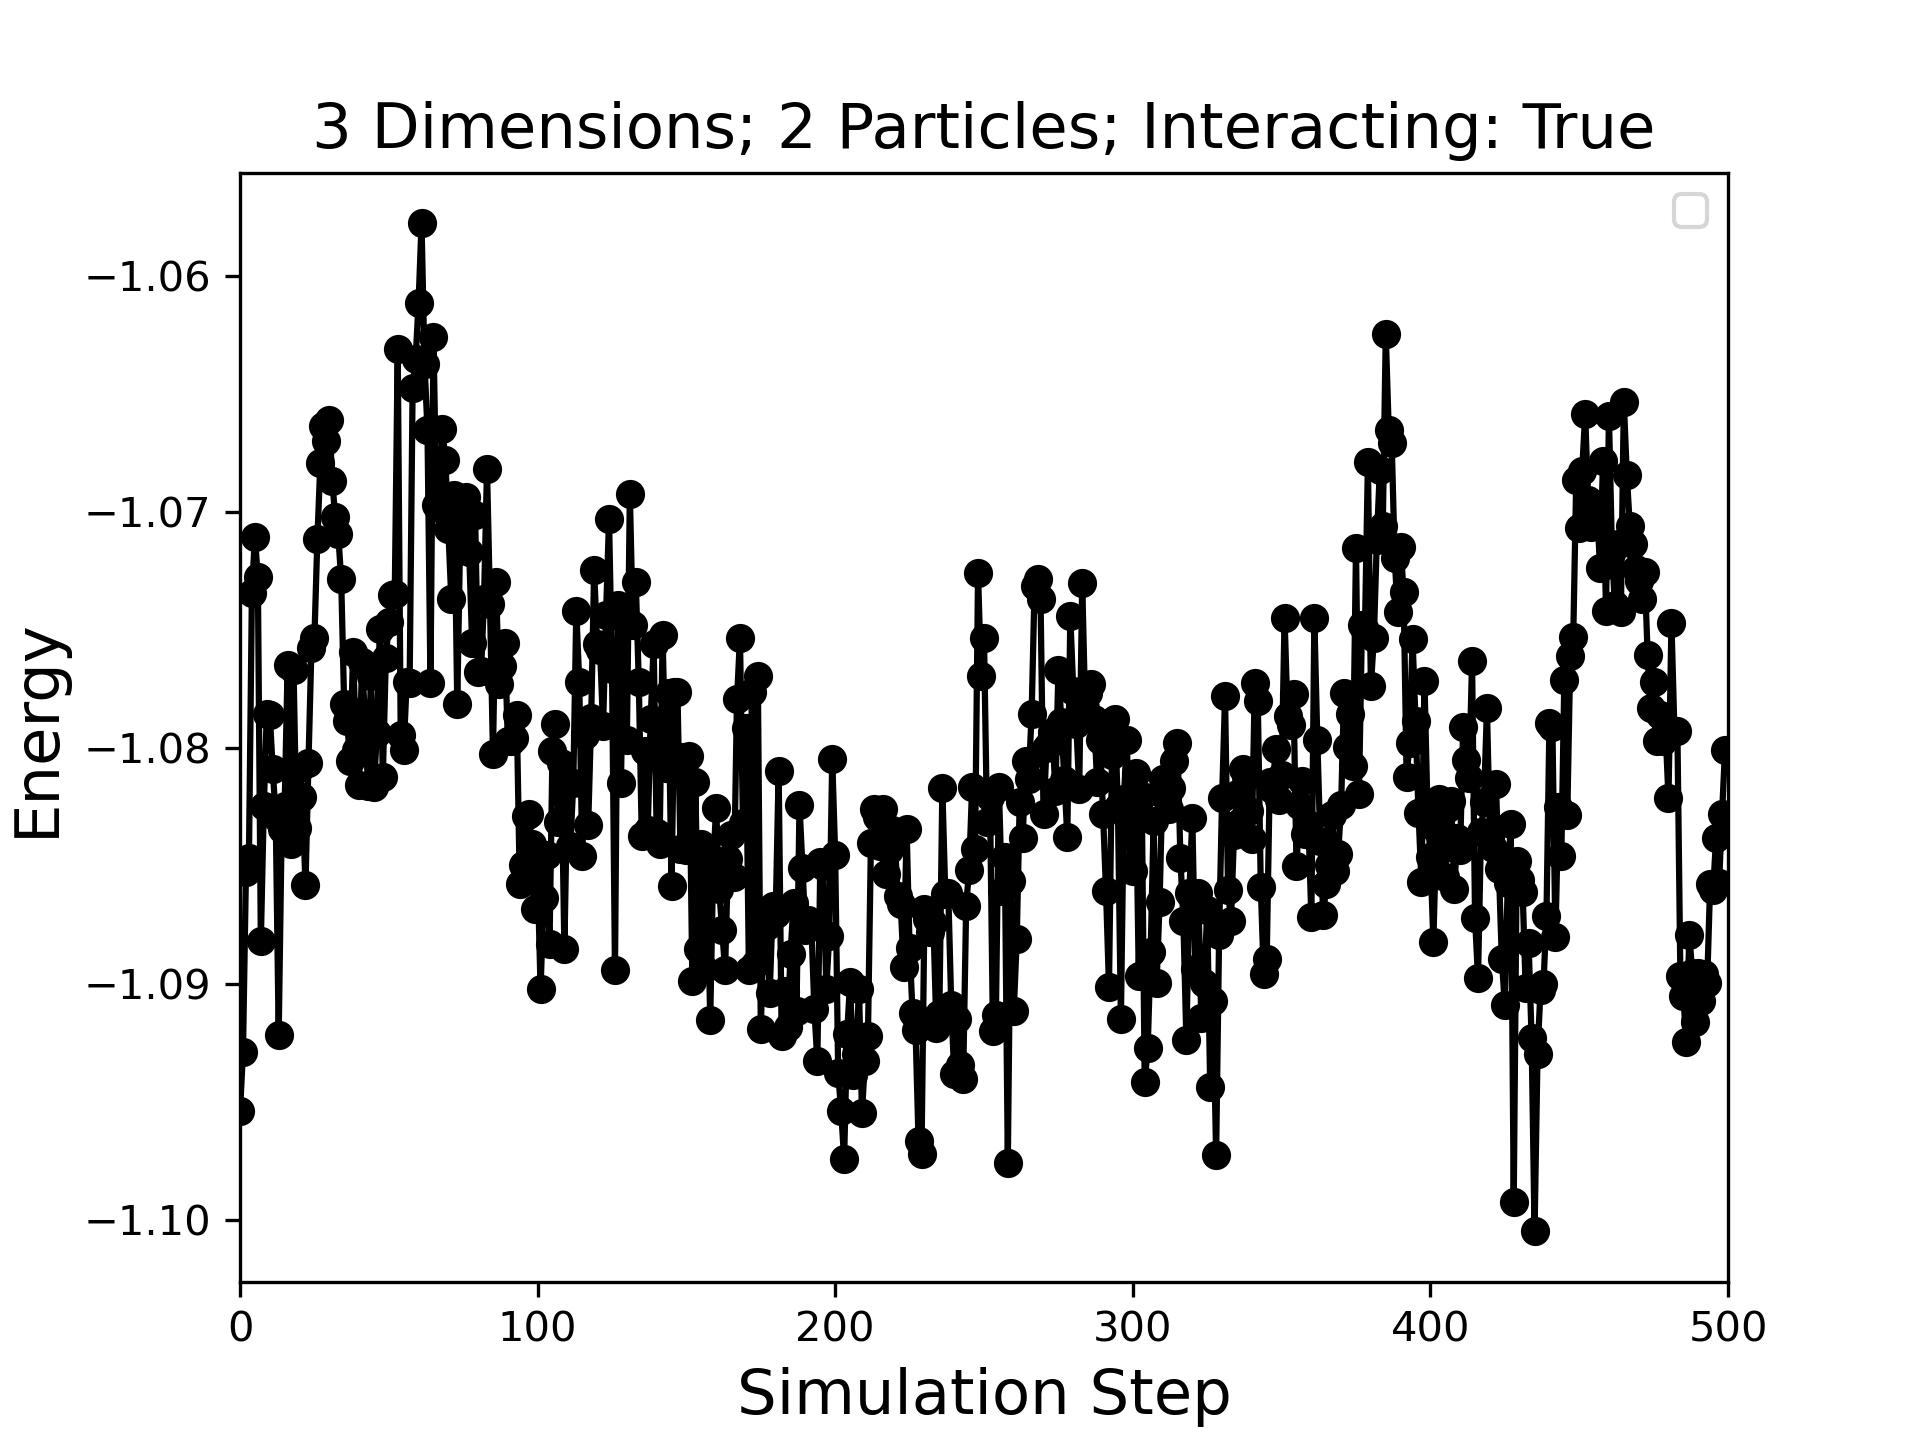 3 Dimensions; 2 Particles; Interacting: True
Energy
−1.06
−1.07
−1.08
−1.09
−1.10
0 100 200 300 400 500
Simulation Step